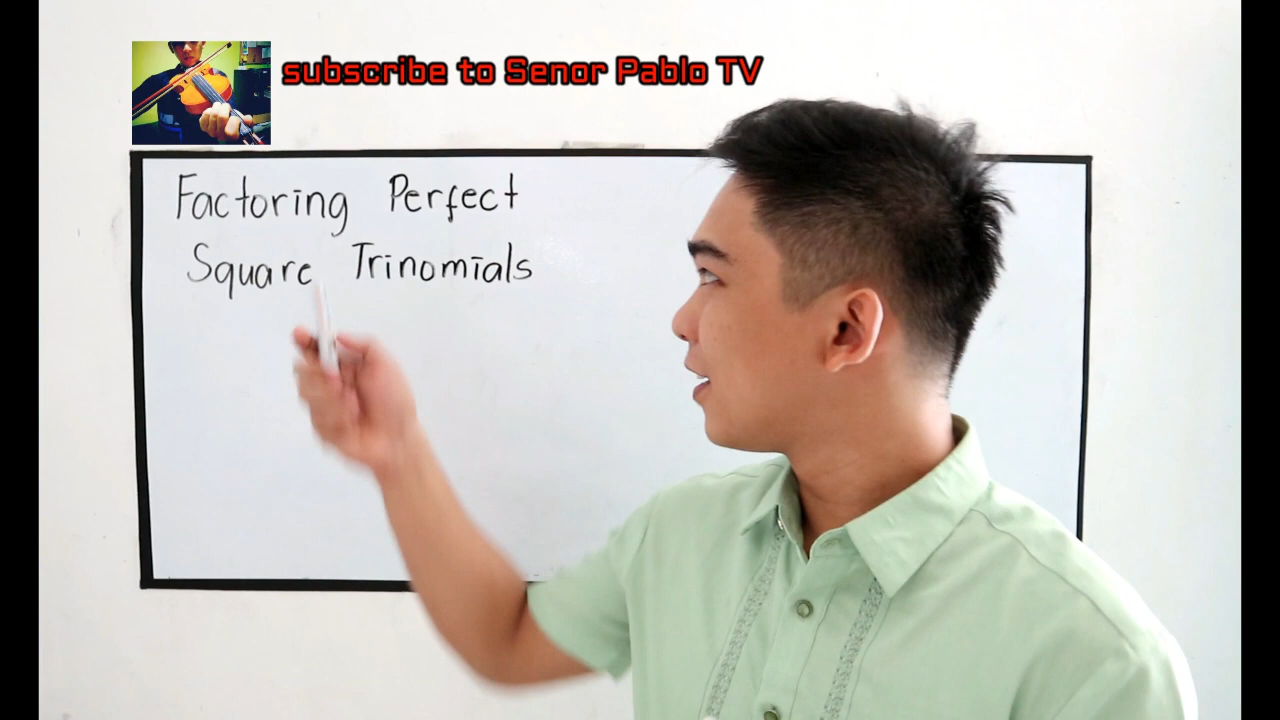 subscribe to Senor Pablo TV
Factoring Perfect
Square Trinomials